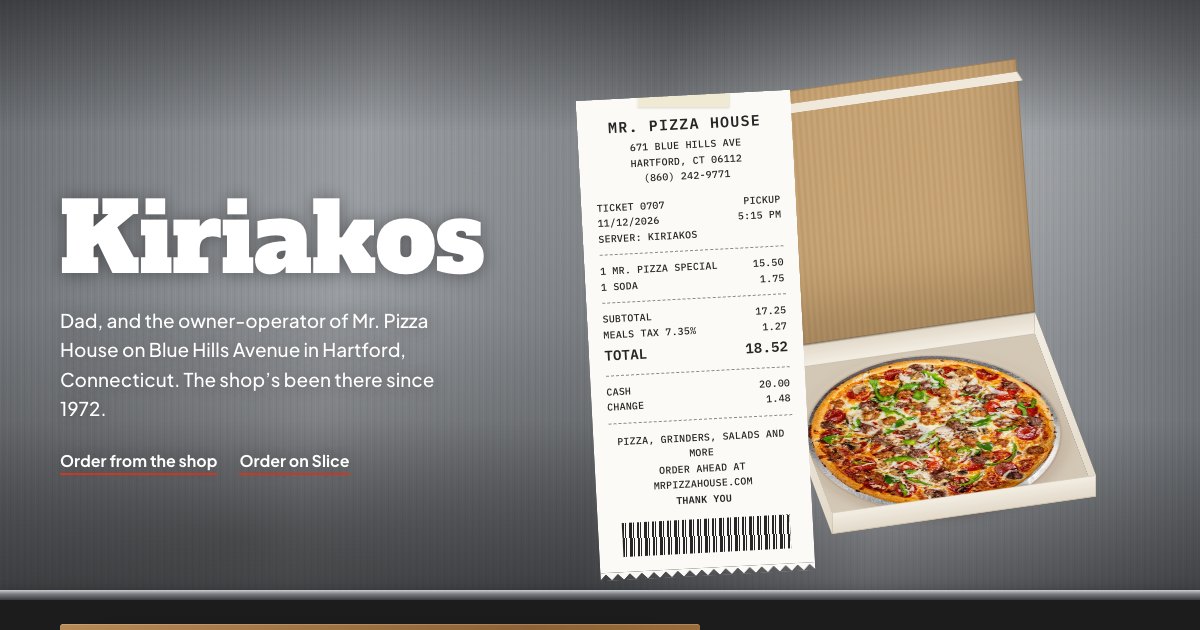 Kiriakos
Dad, and the owner-operator of Mr. Pizza
House on Blue Hills Avenue in Hartford,
Connecticut. The shop’s been there since
1972.
Order from the shop Order on Slice
MR. PIZZA HOUSE
671 BLUE HILLS AVE
HARTFORD, CT 06112
(860) 242-9771
TICKET 0707 PICKUP
11/12/2026 5:15 PM
SERVER: KIRIAKOS
1 MR. PIZZA SPECIAL 15.50
1 SODA 1.75
SUBTOTAL 17.25
MEALS TAX 7.35% 1.27
TOTAL 18.52
CASH 20.00
CHANGE 1.48
PIZZA, GRINDERS, SALADS AND
MORE
ORDER AHEAD AT
MRPIZZAHOUSE.COM
THANK YOU